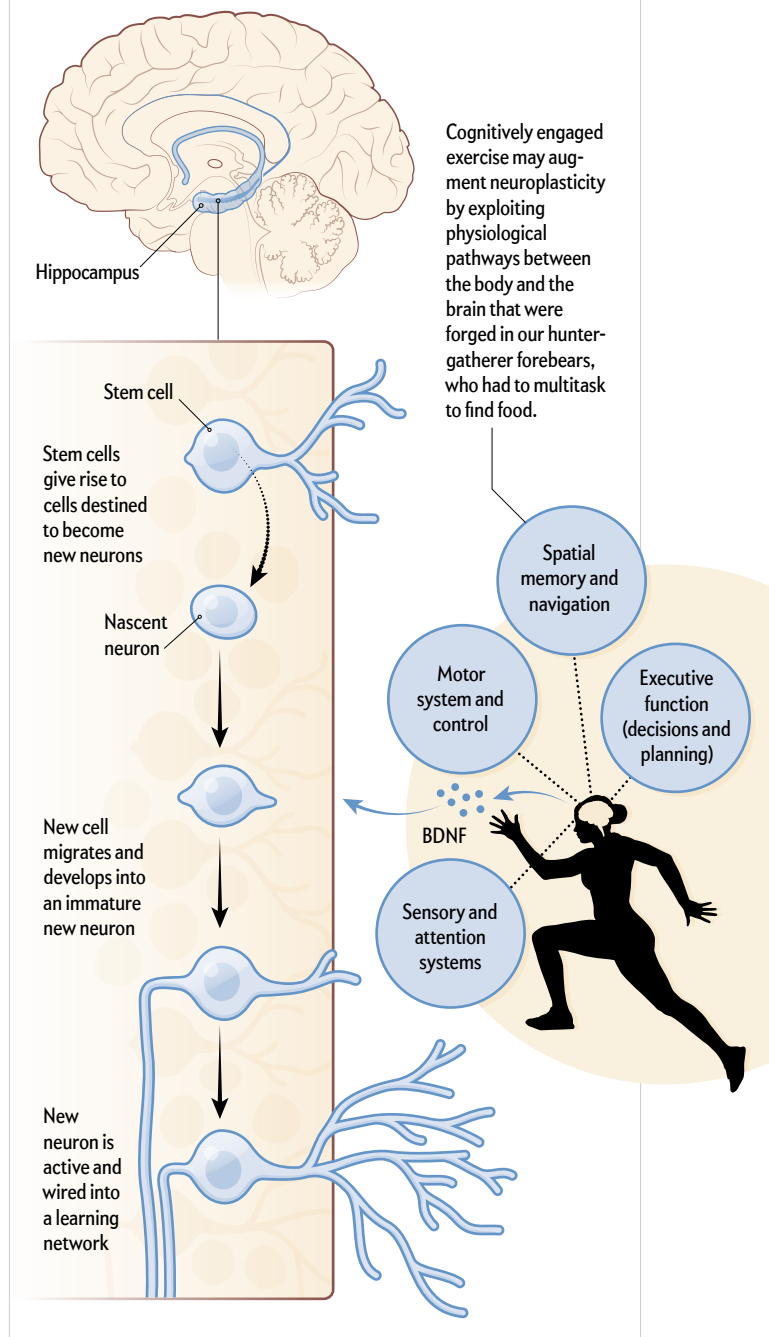 Hippocampus
Cognitively engaged
exercise may aug-
ment neuroplasticity
by exploiting
physiological
pathways between
the body and the
brain that were
forged in our hunter-
gatherer forebears,
who had to multitask
to find food.
Stem cell
Stem cells
give rise to
cells destined
to become
new neurons
Nascent
neuron
New cell
migrates and
develops into
an immature
new neuron
New
neuron is
active and
wired into
a learning
network
Spatial
memory and
navigation
Motor
system and
control
Executive
function
(decisions and
planning)
BDNF
Sensory and
attention
systems